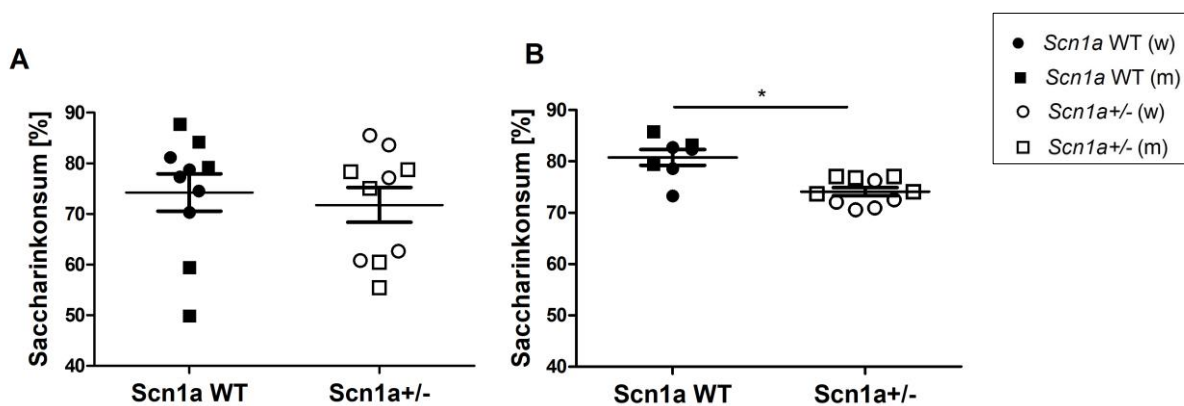 A
Saccharinkonsum [%]
90
80
70
60
50
40
Scn1a WT
Scn1a+/-
B
*
Saccharinkonsum [%]
90
80
70
60
50
40
Scn1a WT
Scn1a+/-
Scn1a WT (w)
Scn1a WT (m)
Scn1a+/- (w)
Scn1a+/- (m)